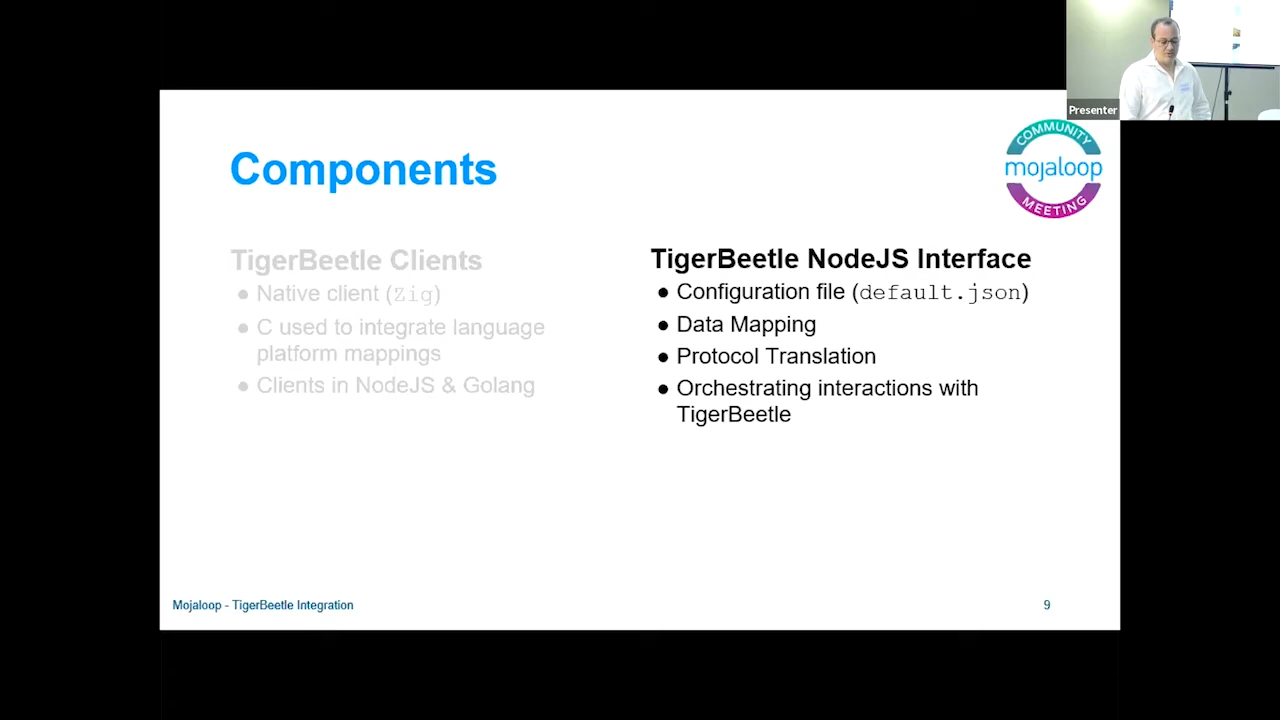 Presenter
COMMUNITY
mojaloop
MEETING
Components
TigerBeetle Clients
● Native client (Zig)
● C used to integrate language
platform mappings
● Clients in NodeJS & Golang
TigerBeetle NodeJS Interface
● Configuration file (default.json)
● Data Mapping
● Protocol Translation
● Orchestrating interactions with
TigerBeetle
Mojaloop - TigerBeetle Integration
9